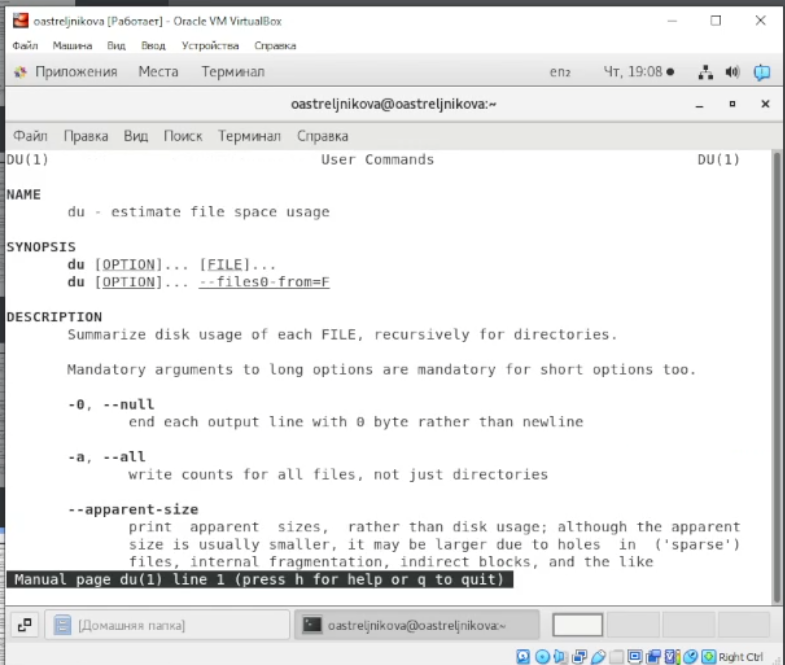 oastreljnikova [Работает] - Oracle VM VirtualBox
Файл Машина Вид Ввод Устройства Справка
Приложения Места Терминал en₂ Чт, 19:08
oastreljnikova@oastreljnikova:~
Файл Правка Вид Поиск Терминал Справка
DU(1) User Commands DU(1)
NAME
du - estimate file space usage
SYNOPSIS
du [OPTION]... [FILE]...
du [OPTION]... --files0-from=F
DESCRIPTION
Summarize disk usage of each FILE, recursively for directories.
Mandatory arguments to long options are mandatory for short options too.
-0, --null
end each output line with 0 byte rather than newline
-a, --all
write counts for all files, not just directories
--apparent-size
print apparent sizes, rather than disk usage; although the apparent
size is usually smaller, it may be larger due to holes in ('sparse')
files, internal fragmentation, indirect blocks, and the like
Manual page du(1) line 1 (press h for help or q to quit)
[Домашняя папка] oastreljnikova@oastreljnikova:~
Right Ctrl